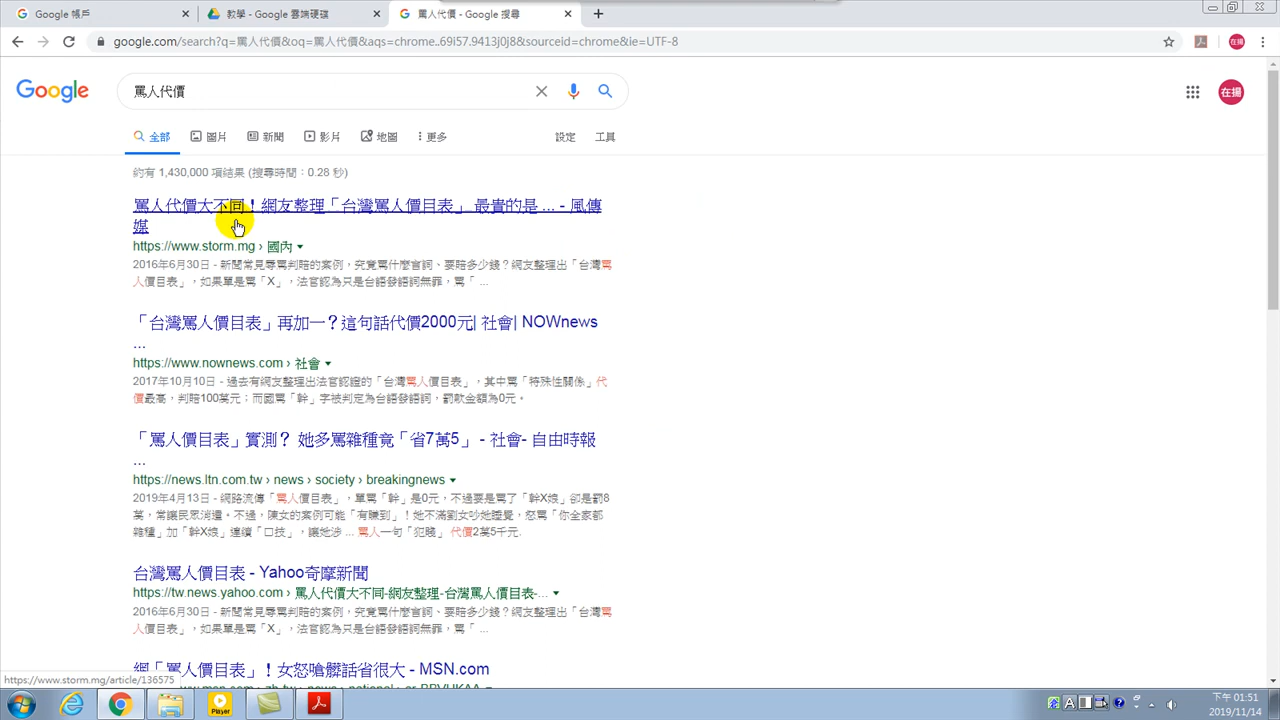 Google 帳戶
教學 - Google 雲端硬碟
罵人代價 - Google 搜尋
google.com/search?q=罵人代價&oq=罵人代價&aqs=chrome..69i57.9413j0j8&sourceid=chrome&ie=UTF-8
在揚
Google
罵人代價
在揚
全部
圖片
新聞
影片
地圖
更多
設定
工具
約有 1,430,000 項結果 (搜尋時間:0.28 秒)
罵人代價大不同!網友整理「台灣罵人價目表」 最貴的是 ... - 風傳
媒
https://www.storm.mg › 國內
2016年6月30日 - 新聞常見辱罵判賠的案例,究竟罵什麼言詞、要賠多少錢?網友整理出「台灣罵
人價目表」,如果單是罵「X」,法官認為只是台語發語詞無罪,罵「 ...
「台灣罵人價目表」再加一?這句話代價2000元| 社會| NOWnews
...
https://www.nownews.com › 社會
2017年10月10日 - 過去有網友整理出法官認證的「台灣罵人價目表」,其中罵「特殊性關係」代
價最高,判賠100萬元;而國罵「幹」字被判定為台語發語詞,罰款金額為0元。
「罵人價目表」實測? 她多罵雜種竟「省7萬5」 - 社會- 自由時報
...
https://news.ltn.com.tw › news › society › breakingnews
2019年4月13日 - 網路流傳「罵人價目表」,單罵「幹」是0元,不過要是罵了「幹X娘」卻是罰8
萬,常讓民眾消遣。不過,陳女的案例可能「有賺到」!她不滿劉女吵她睡覺,怒罵「你全家都
雜種」加「幹X娘」連續「口技」,讓她涉 ... 罵人一句「犯賤」 代價2萬5千元.
台灣罵人價目表 - Yahoo奇摩新聞
https://tw.news.yahoo.com › 罵人代價大不同-網友整理-台灣罵人價目表-...
2016年6月30日 - 新聞常見辱罵判賠的案例,究竟罵什麼言詞、要賠多少錢?網友整理出「台灣罵
人價目表」,如果單是罵「X」,法官認為只是台語發語詞無罪,罵「 ...
網「罵人價目表」!女怒嗆髒話省很大 - MSN.com
https://www.storm.mg/article/136575
Player
A
下午 01:51
2019/11/14